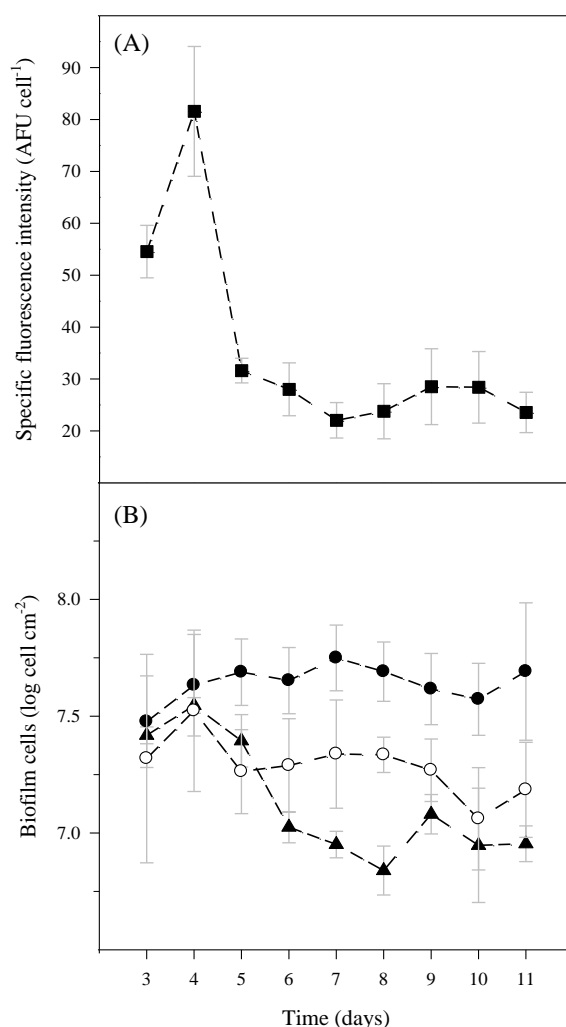 (A)
Specific fluorescence intensity (AFU cell⁻¹)
90
80
70
60
50
40
30
20
(B)
Biofilm cells (log cell cm⁻²)
8.0
7.5
7.0
3 4 5 6 7 8 9 10 11
Time (days)